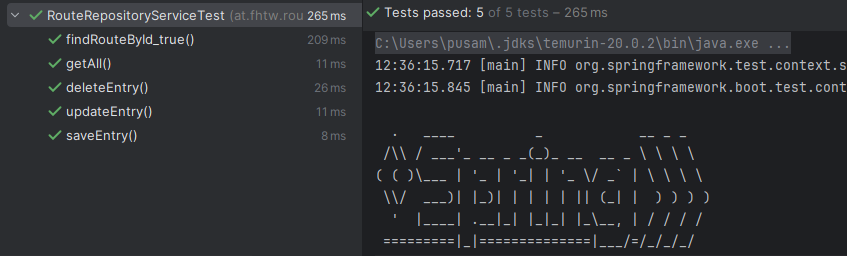 RouteRepositoryServiceTest (at.fhtw.rou 265 ms
findRouteById_true() 209 ms
getAll() 11 ms
deleteEntry() 26 ms
updateEntry() 11 ms
saveEntry() 8 ms
Tests passed: 5 of 5 tests – 265 ms
C:\Users\pusam\.jdks\temurin-20.0.2\bin\java.exe ...
12:36:15.717 [main] INFO org.springframework.test.context.s
12:36:15.845 [main] INFO org.springframework.boot.test.cont
  .   ____          _            __ _ _
 /\\ / ___'_ __ _ _(_)_ __  __ _ \ \ \ \
( ( )\___ | '_ | '_| | '_ \/ _` | \ \ \ \
 \\/  ___)| |_)| | | | | || (_| |  ) ) ) )
  '  |____| .__|_| |_|_| |_\__, | / / / /
 =========|_|==============|___/=/_/_/_/